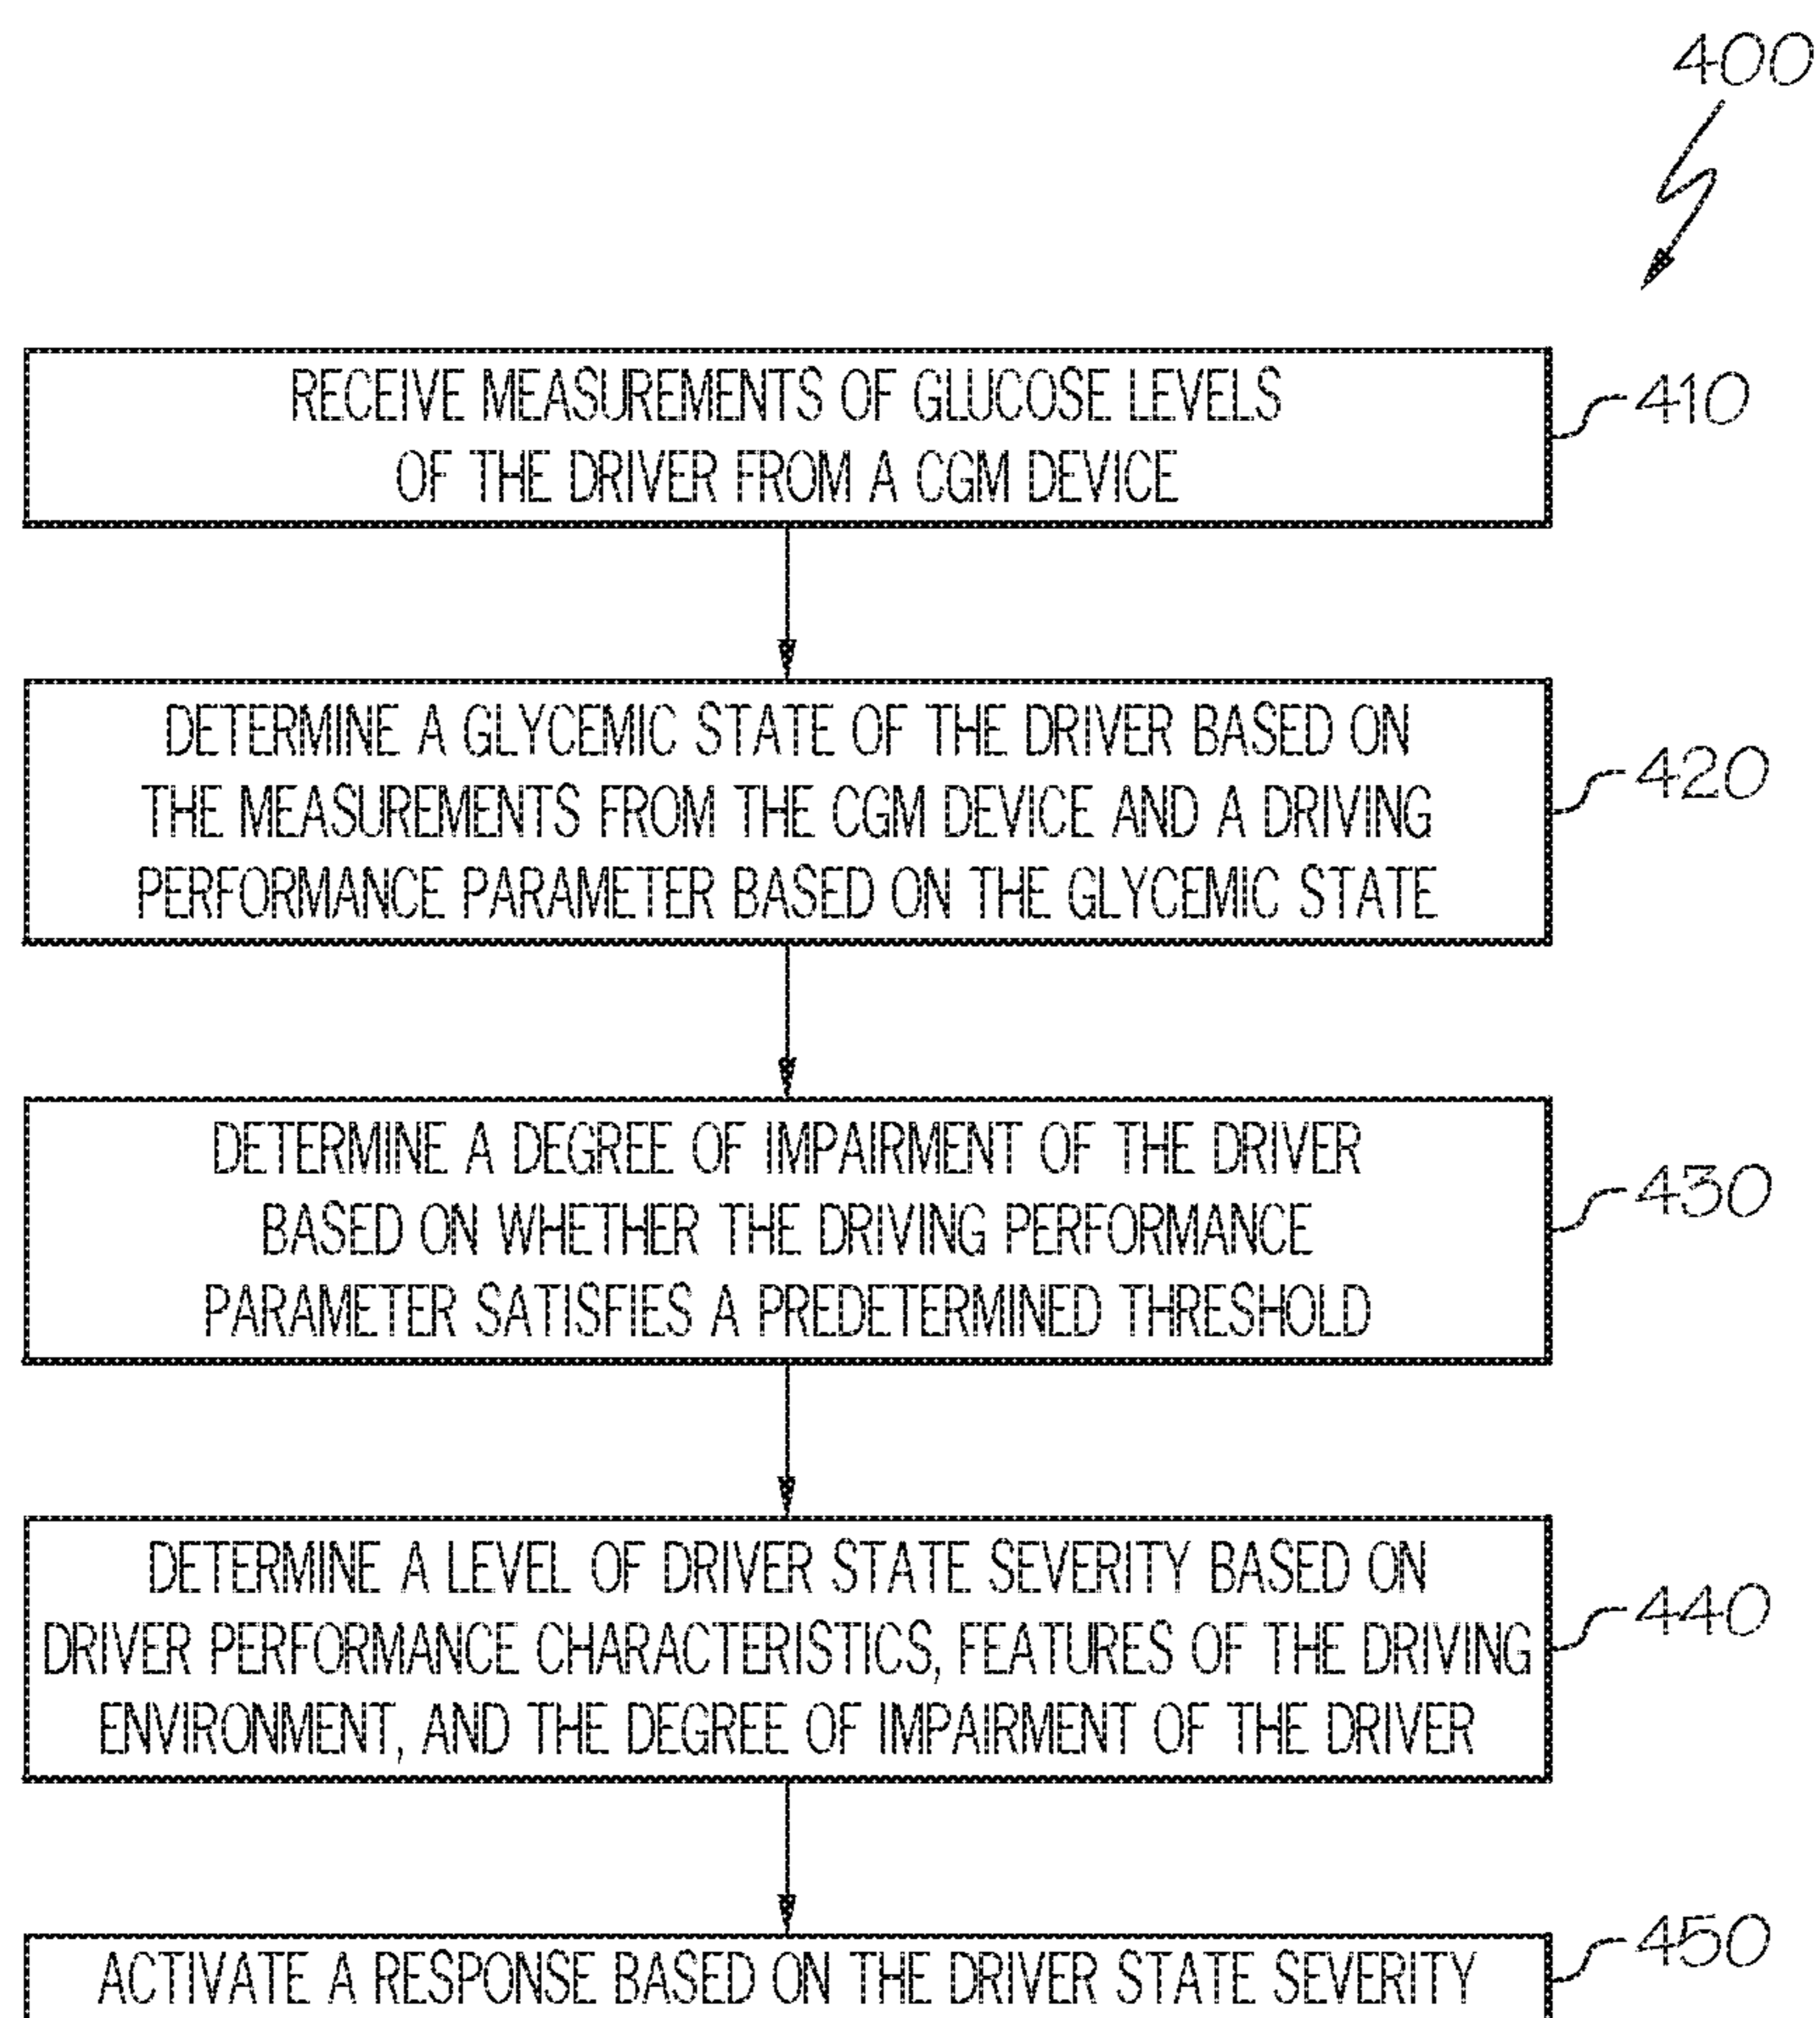 400
RECEIVE MEASUREMENTS OF GLUCOSE LEVELS
OF THE DRIVER FROM A CGM DEVICE
410
DETERMINE A GLYCEMIC STATE OF THE DRIVER BASED ON
THE MEASUREMENTS FROM THE CGM DEVICE AND A DRIVING
PERFORMANCE PARAMETER BASED ON THE GLYCEMIC STATE
420
DETERMINE A DEGREE OF IMPAIRMENT OF THE DRIVER
BASED ON WHETHER THE DRIVING PERFORMANCE
PARAMETER SATISFIES A PREDETERMINED THRESHOLD
430
DETERMINE A LEVEL OF DRIVER STATE SEVERITY BASED ON
DRIVER PERFORMANCE CHARACTERISTICS, FEATURES OF THE DRIVING
ENVIRONMENT, AND THE DEGREE OF IMPAIRMENT OF THE DRIVER
440
ACTIVATE A RESPONSE BASED ON THE DRIVER STATE SEVERITY
450